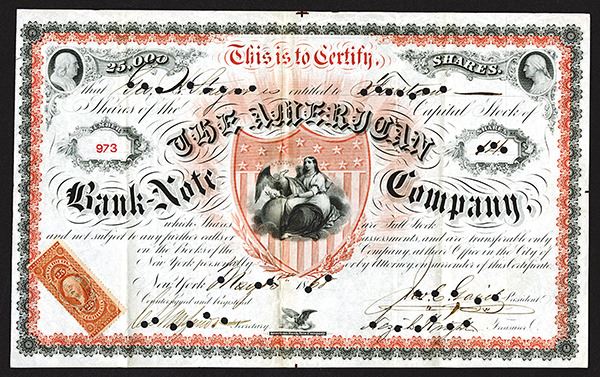 This is to Certify,
25,000 SHARES.
that is entitled to
Shares of the Capital Stock of
THE AMERICAN
NUMBER 973 SHARES
Bank-Note Company,
which Shares are Full Stock
and not subject to any further calls or assessments, and are transferable only
on the Books of the Company, at their Office in the City of
New York personally or by Attorney, on surrender of this Certificate.
New York
Countersigned and Registered
President
Secretary Treasurer